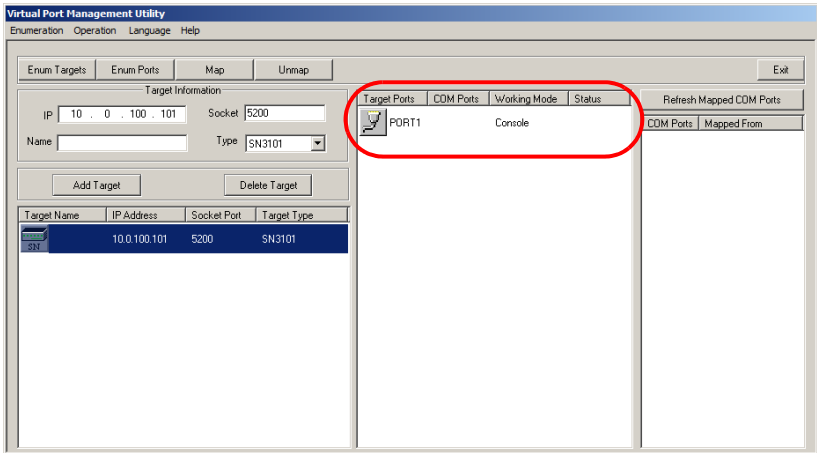 Virtual Port Management Utility
Enumeration Operation Language Help
Enum Targets Enum Ports Map Unmap Exit
Target Information
IP 10 . 0 . 100 . 101 Socket 5200
Name Type SN3101
Add Target Delete Target
Target Name IP Address Socket Port Target Type
SN 10.0.100.101 5200 SN3101
Target Ports COM Ports Working Mode Status
PORT1 Console
Refresh Mapped COM Ports
COM Ports Mapped From